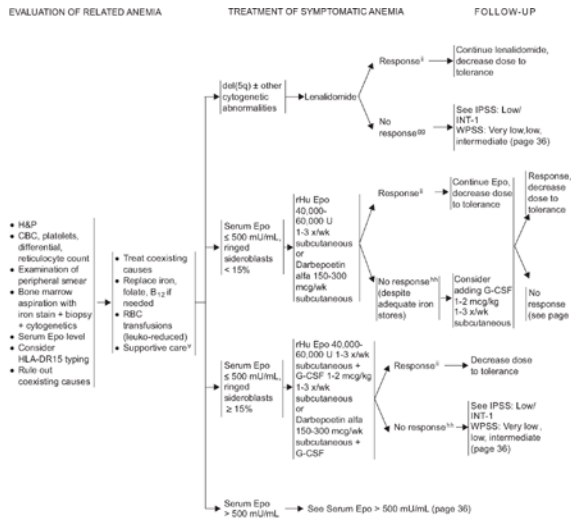 EVALUATION OF RELATED ANEMIA
TREATMENT OF SYMPTOMATIC ANEMIA
FOLLOW-UP
• H&P
• CBC, platelets,
differential,
reticulocyte count
• Examination of
peripheral smear
• Bone marrow
aspiration with
iron stain + biopsy
+ cytogenetics
• Serum Epo level
• Consider
HLA-DR15 typing
• Rule out
coexisting causes
• Treat coexisting
causes
• Replace iron,
folate, B12 if
needed
• RBC
transfusions
(leuko-reduced)
• Supportive care
del(5q) ± other
cytogenetic
abnormalities
Lenalidomide
Response
Continue lenalidomide,
decrease dose to
tolerance
No
response
See IPSS: Low/
INT-1
WPSS: Very low,low,
intermediate (page 36)
Serum Epo
≤ 500 mU/mL,
ringed
sideroblasts
< 15%
rHu Epo
40,000-
60,000 U
1-3 x/wk
subcutaneous
or
Darbepoetin
alfa 150-300
mcg/wk
subcutaneous
Response
Continue Epo,
decrease dose to
tolerance
No response
(despite
adequate iron
stores)
Consider
adding G-CSF
1-2 mcg/kg
1-3 x/wk
subcutaneous
Response,
decrease
dose to
tolerance
No
response
(see page
Serum Epo
≤ 500 mU/mL,
ringed
sideroblasts
≥ 15%
rHu Epo 40,000-
60,000 U 1-3 x/wk
subcutaneous +
G-CSF 1-2 mcg/kg
1-3 x/wk
subcutaneous
or
Darbepoetin alfa
150-300 mcg/wk
subcutaneous +
G-CSF
Response
Decrease dose
to tolerance
No response
See IPSS: Low/
INT-1
WPSS: Very low,
low, intermediate
(page 36)
Serum Epo
> 500 mU/mL
See Serum Epo > 500 mU/mL (page 36)